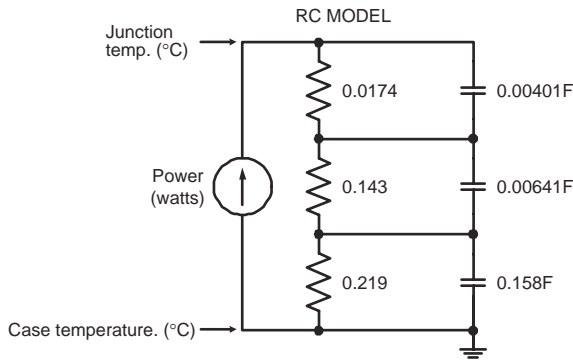 RC MODEL
Junction
temp. (°C)
0.0174
0.00401F
Power
(watts)
0.143
0.00641F
0.219
0.158F
Case temperature. (°C)